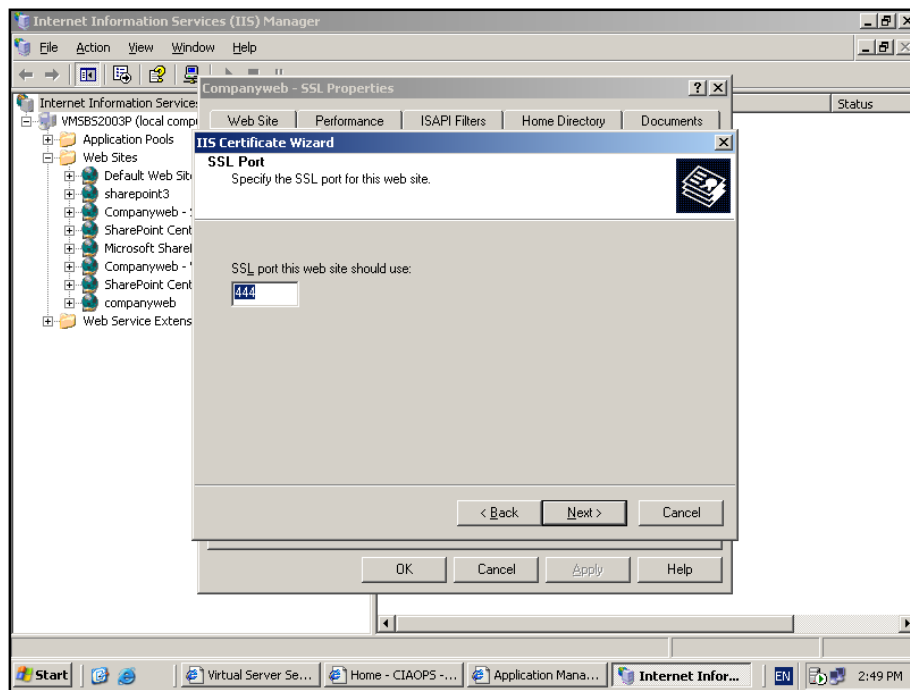 Internet Information Services (IIS) Manager
File Action View Window Help
Companyweb - SSL Properties
Internet Information Service
Status
VMSBS2003P (local comp
Web Site Performance ISAPI Filters Home Directory Documents
Application Pools
Web Sites
Default Web Sit
sharepoint3
Companyweb -
SharePoint Cent
Microsoft Share
Companyweb - 
SharePoint Cent
companyweb
Web Service Extens
IIS Certificate Wizard
SSL Port
Specify the SSL port for this web site.
SSL port this web site should use:
444
< Back Next > Cancel
OK Cancel Apply Help
Start Virtual Server Se... Home - CIAOPS -... Application Mana... Internet Infor... EN 2:49 PM